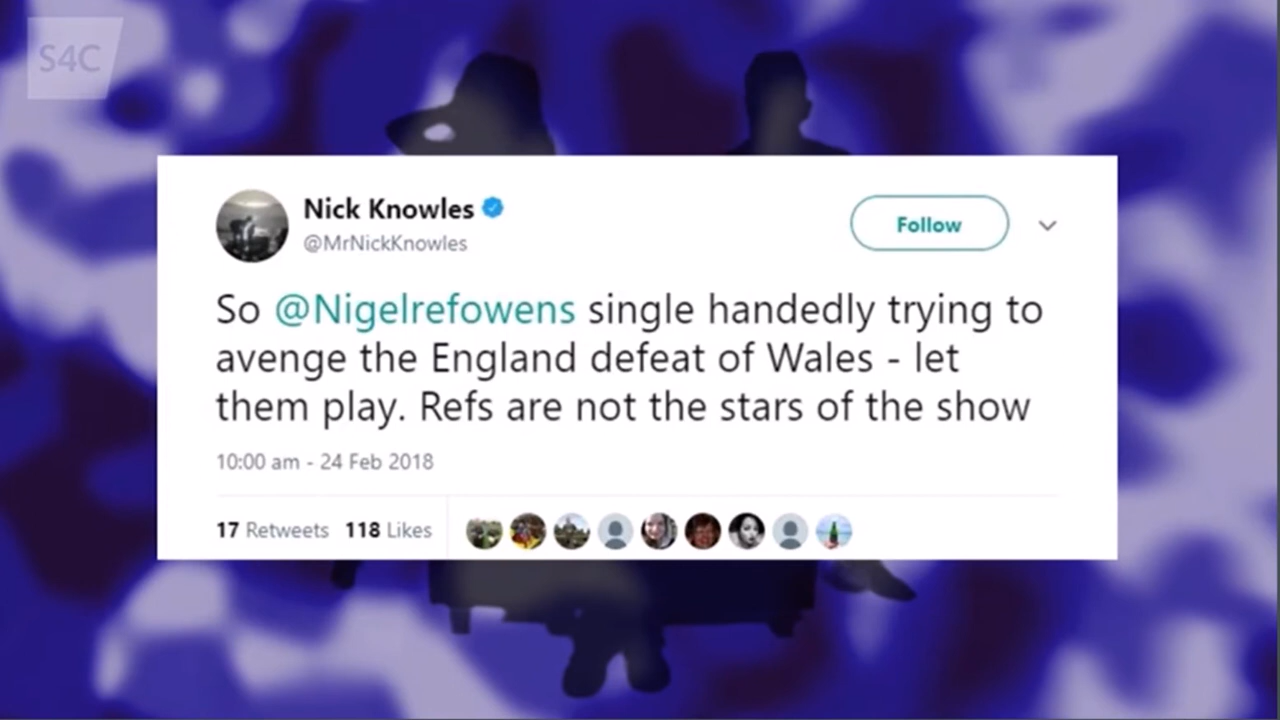 S4C
Nick Knowles
@MrNickKnowles
Follow
So @Nigelrefowens single handedly trying to
avenge the England defeat of Wales - let
them play. Refs are not the stars of the show
10:00 am - 24 Feb 2018
17 Retweets 118 Likes